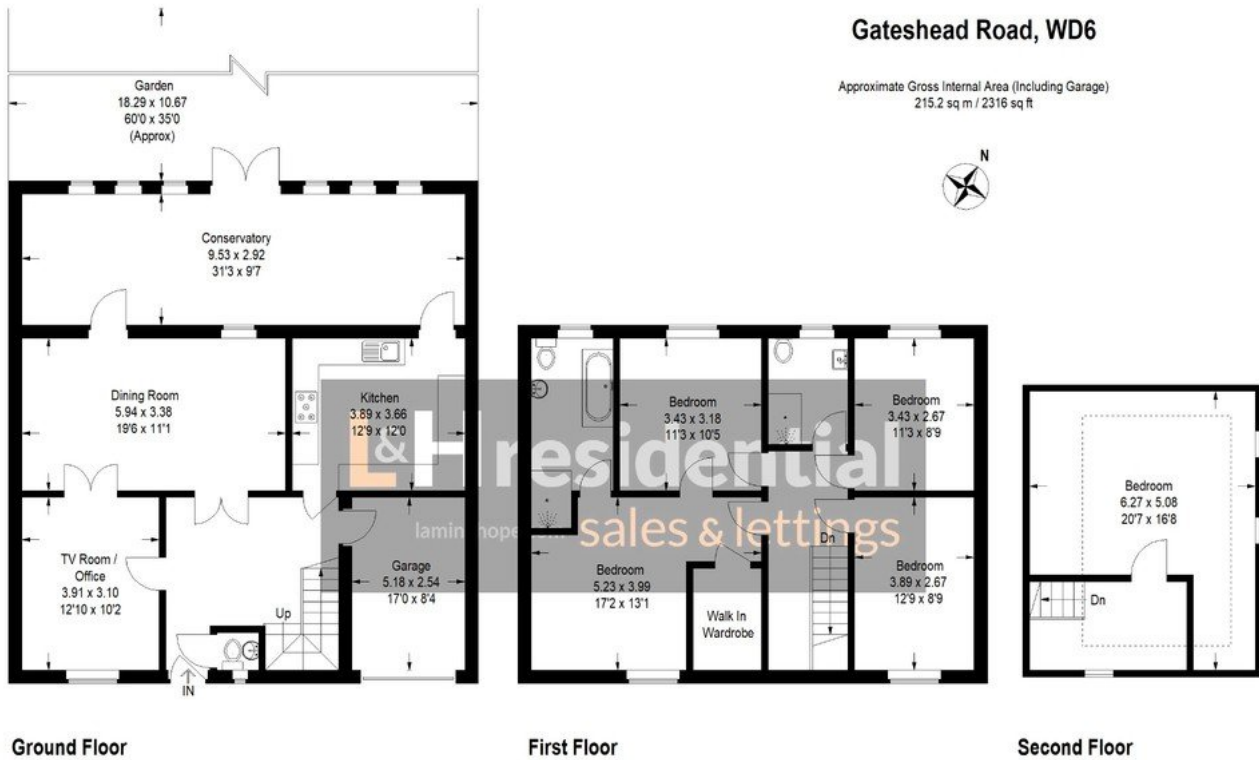 Gateshead Road, WD6
Approximate Gross Internal Area (Including Garage)
215.2 sq m / 2316 sq ft
N
Garden
18.29 x 10.67
60'0 x 35'0
(Approx)
Conservatory
9.53 x 2.92
31'3 x 9'7
Dining Room
5.94 x 3.38
19'6 x 11'1
Kitchen
3.89 x 3.66
12'9 x 12'0
TV Room /
Office
3.91 x 3.10
12'10 x 10'2
Up
Garage
5.18 x 2.54
17'0 x 8'4
IN
Ground Floor
Bedroom
3.43 x 3.18
11'3 x 10'5
Bedroom
3.43 x 2.67
11'3 x 8'9
Bedroom
5.23 x 3.99
17'2 x 13'1
Walk In
Wardrobe
Dn
Bedroom
3.89 x 2.67
12'9 x 8'9
First Floor
Bedroom
6.27 x 5.08
20'7 x 16'8
Dn
Second Floor
L&H residential
sales & lettings